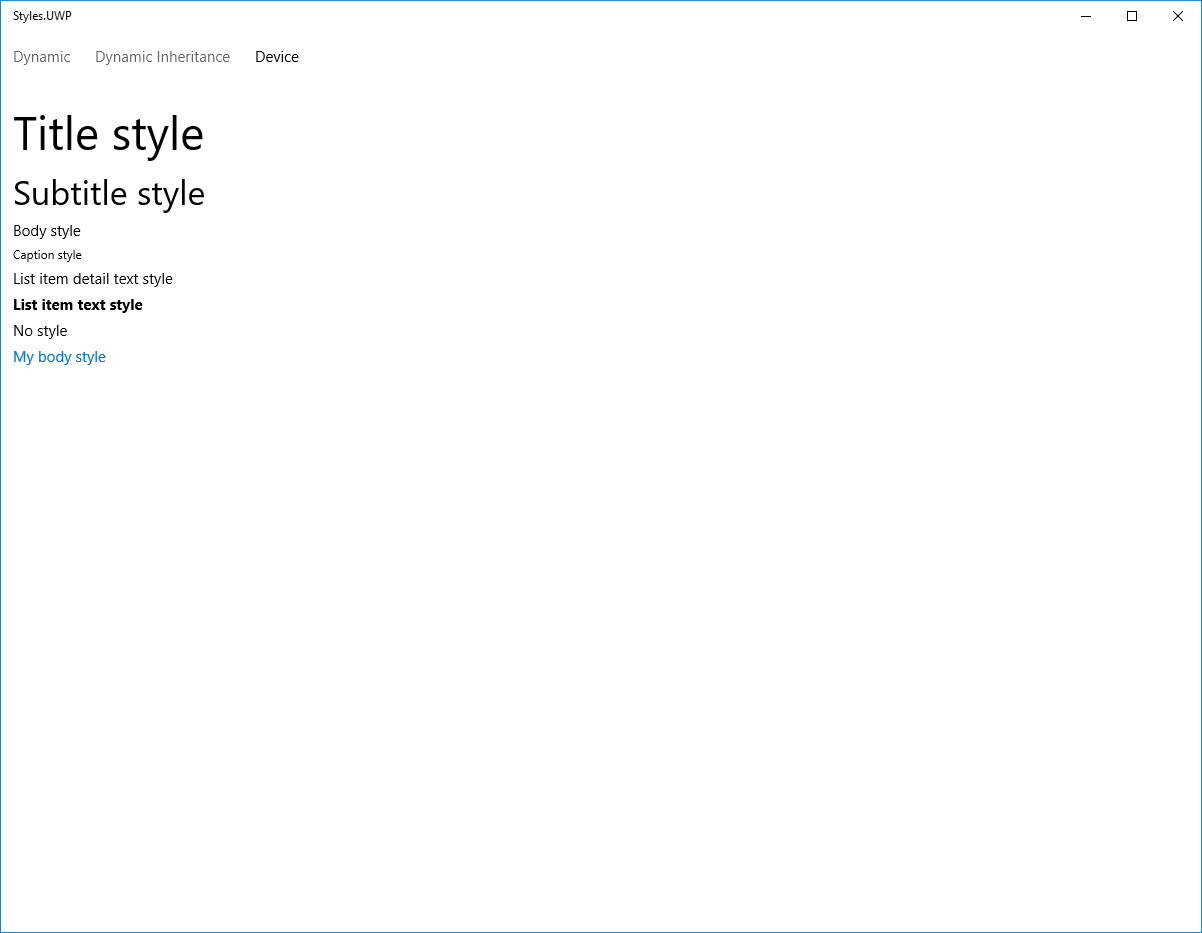 Styles.UWP
Dynamic Dynamic Inheritance Device
Title style
Subtitle style
Body style
Caption style
List item detail text style
List item text style
No style
My body style